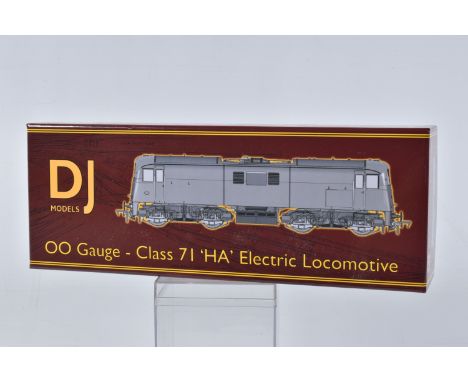 DJ
MODELS
OO Gauge - Class 71 'HA' Electric Locomotive